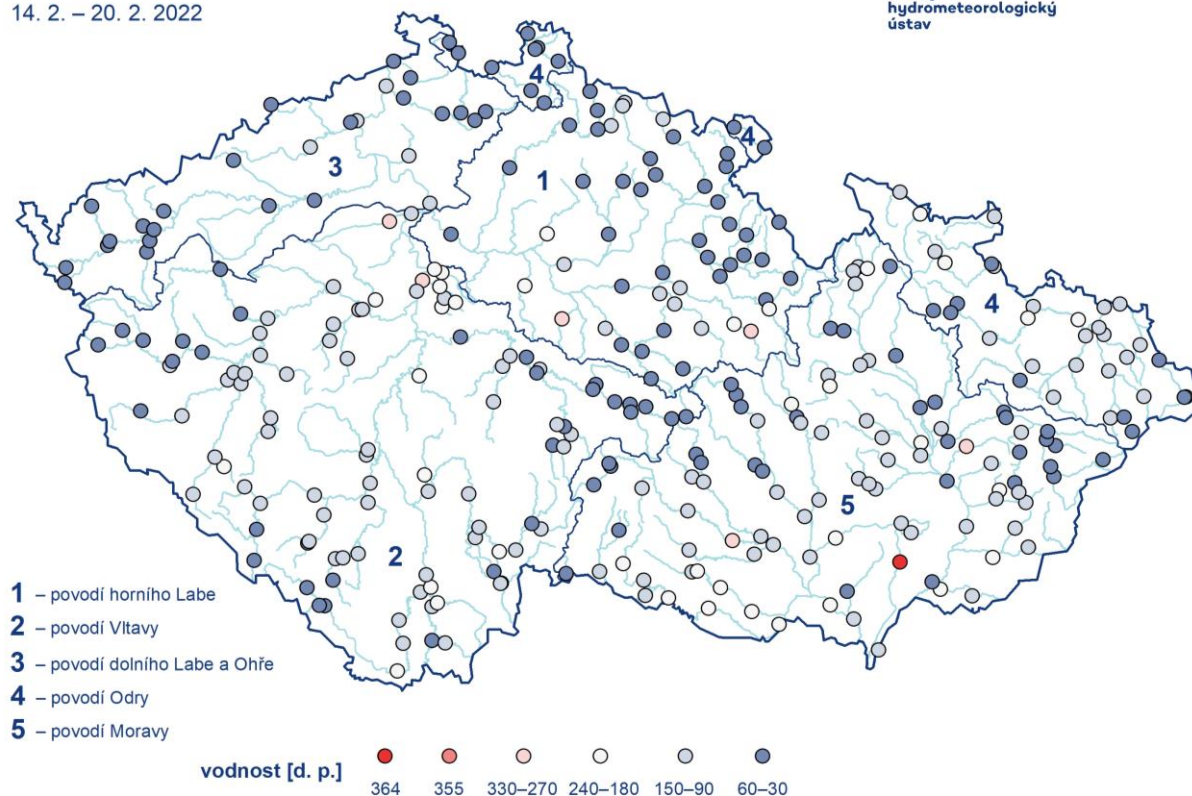 14. 2. – 20. 2. 2022
hydrometeorologický
ústav
4
4
3
1
4
5
2
1 – povodí horního Labe
2 – povodí Vltavy
3 – povodí dolního Labe a Ohře
4 – povodí Odry
5 – povodí Moravy
vodnost [d. p.]
364 355 330–270 240–180 150–90 60–30